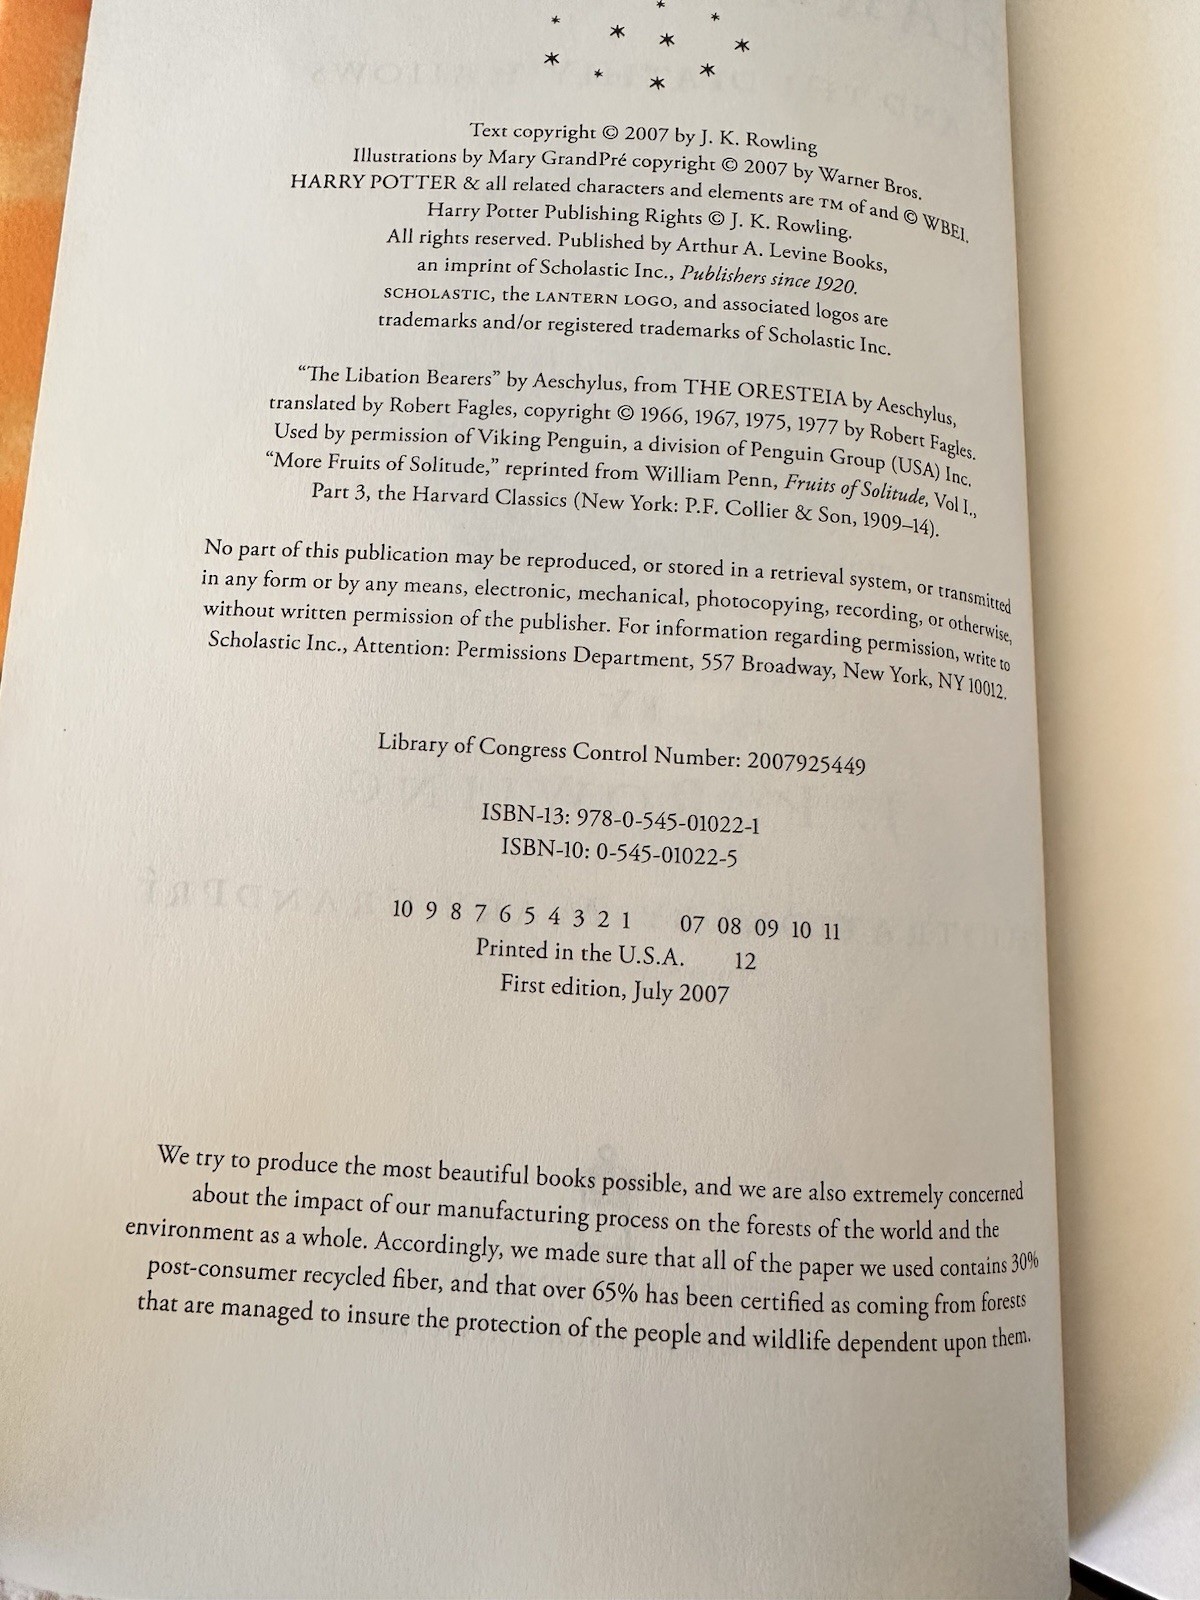 Text copyright © 2007 by J. K. Rowling
Illustrations by Mary GrandPré copyright © 2007 by Warner Bros.
HARRY POTTER & all related characters and elements are TM of and © WBEI.
Harry Potter Publishing Rights © J. K. Rowling.
All rights reserved. Published by Arthur A. Levine Books,
an imprint of Scholastic Inc., Publishers since 1920.
SCHOLASTIC, the LANTERN LOGO, and associated logos are
trademarks and/or registered trademarks of Scholastic Inc.
“The Libation Bearers” by Aeschylus, from THE ORESTEIA by Aeschylus,
translated by Robert Fagles, copyright © 1966, 1967, 1975, 1977 by Robert Fagles.
Used by permission of Viking Penguin, a division of Penguin Group (USA) Inc.
“More Fruits of Solitude,” reprinted from William Penn, Fruits of Solitude, Vol I.,
Part 3, the Harvard Classics (New York: P.F. Collier & Son, 1909–14).
No part of this publication may be reproduced, or stored in a retrieval system, or transmitted
in any form or by any means, electronic, mechanical, photocopying, recording, or otherwise,
without written permission of the publisher. For information regarding permission, write to
Scholastic Inc., Attention: Permissions Department, 557 Broadway, New York, NY 10012.
Library of Congress Control Number: 2007925449
ISBN-13: 978-0-545-01022-1
ISBN-10: 0-545-01022-5
10 9 8 7 6 5 4 3 2 1 07 08 09 10 11
Printed in the U.S.A. 12
First edition, July 2007
We try to produce the most beautiful books possible, and we are also extremely concerned
about the impact of our manufacturing process on the forests of the world and the
environment as a whole. Accordingly, we made sure that all of the paper we used contains 30%
post-consumer recycled fiber, and that over 65% has been certified as coming from forests
that are managed to insure the protection of the people and wildlife dependent upon them.